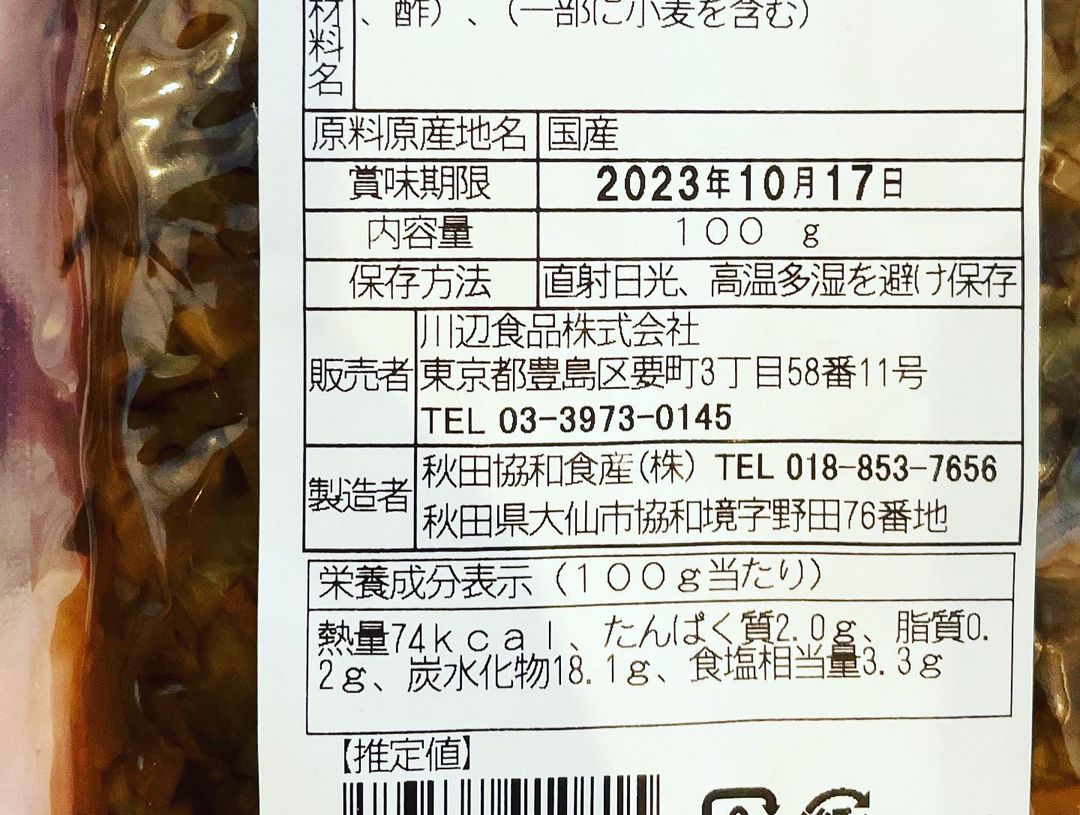 材料名
、酢）、（一部に小麦を含む）
原料原産地名 国産
賞味期限 2023年10月17日
内容量 １００　ｇ
保存方法 直射日光、高温多湿を避け保存
販売者
川辺食品株式会社
東京都豊島区要町3丁目58番11号
TEL 03-3973-0145
製造者
秋田協和食産(株) TEL 018-853-7656
秋田県大仙市協和境字野田76番地
栄養成分表示（１００ｇ当たり）
熱量74ｋｃａｌ、たんぱく質2.0ｇ、脂質0.
2ｇ、炭水化物18.1ｇ、食塩相当量3.3ｇ
【推定値】